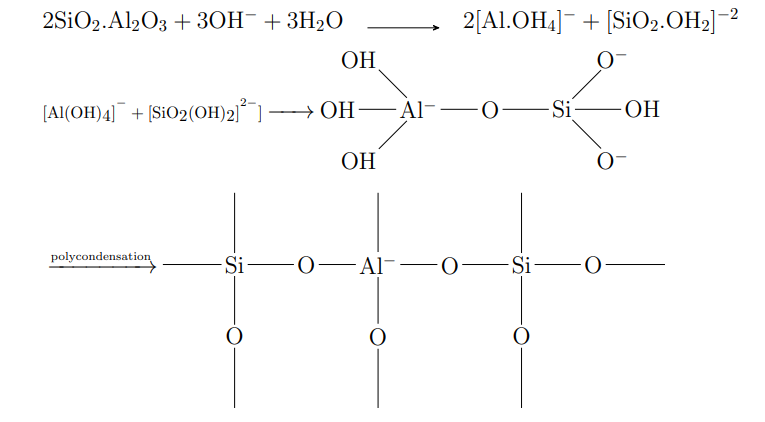 2SiO₂.Al₂O₃ + 3OH⁻ + 3H₂O ⟶ 2[Al.OH₄]⁻ + [SiO₂.OH₂]⁻²
OH O⁻
[Al(OH)₄]⁻ + [SiO₂(OH)₂]²⁻] ⟶ OH—Al⁻—O—Si—OH
OH O⁻
polycondensation
—Si—O—Al⁻—O—Si—O—
O O O